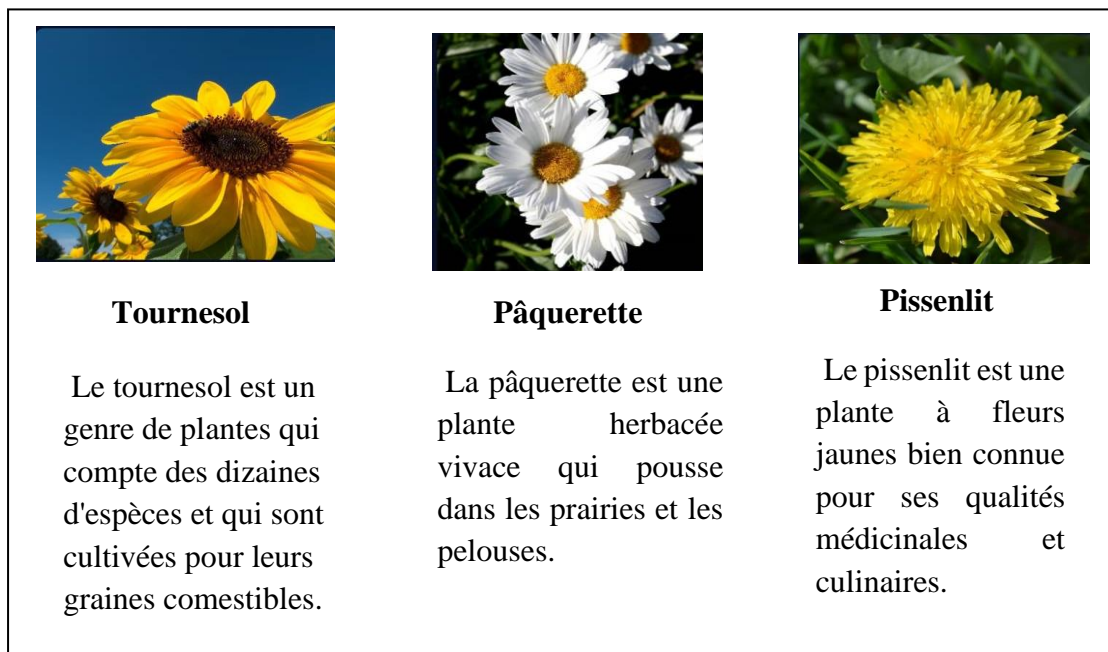 Tournesol
Le tournesol est un
genre de plantes qui
compte des dizaines
d'espèces et qui sont
cultivées pour leurs
graines comestibles.
Pâquerette
La pâquerette est une
plante herbacée
vivace qui pousse
dans les prairies et les
pelouses.
Pissenlit
Le pissenlit est une
plante à fleurs
jaunes bien connue
pour ses qualités
médicinales et
culinaires.